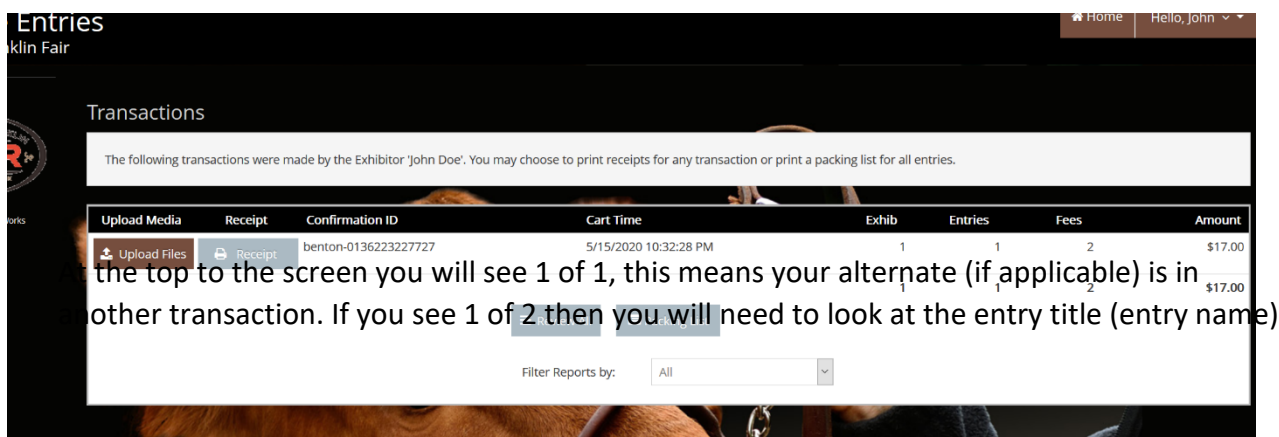 Entries
Home Hello, John
klin Fair
Transactions
The following transactions were made by the Exhibitor 'John Doe'. You may choose to print receipts for any transaction or print a packing list for all entries.
Upload Media Receipt Confirmation ID Cart Time Exhib Entries Fees Amount
Upload Files Receipt benton-0136223227727 5/15/2020 10:32:28 PM 1 1 2 $17.00
At the top to the screen you will see 1 of 1, this means your alternate (if applicable) is in
1 1 2 $17.00
another transaction. If you see 1 of 2 then you will need to look at the entry title (entry name)
Filter Reports by: All